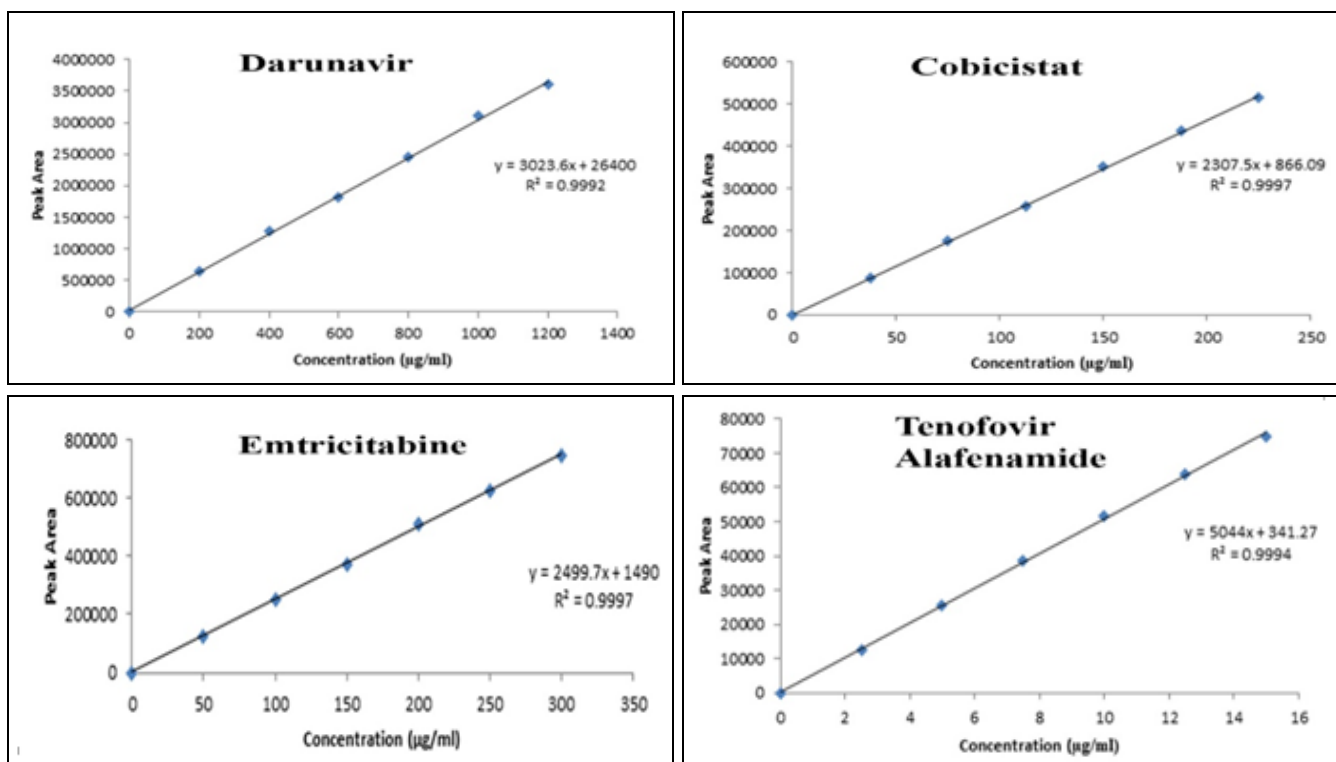 Darunavir
4000000
3500000
3000000
2500000
2000000
1500000
1000000
500000
0
Peak Area
y = 3023.6x + 26400
R² = 0.9992
0 200 400 600 800 1000 1200 1400
Concentration (µg/ml)
Cobicistat
600000
500000
400000
300000
200000
100000
0
Peak Area
y = 2307.5x + 866.09
R² = 0.9997
0 50 100 150 200 250
Concentration (µg/ml)
Emtricitabine
800000
600000
400000
200000
0
Peak Area
y = 2499.7x + 1490
R² = 0.9997
0 50 100 150 200 250 300 350
Concentration (µg/ml)
Tenofovir
Alafenamide
80000
70000
60000
50000
40000
30000
20000
10000
0
Peak Area
y = 5044x + 341.27
R² = 0.9994
0 2 4 6 8 10 12 14 16
Concentration (µg/ml)